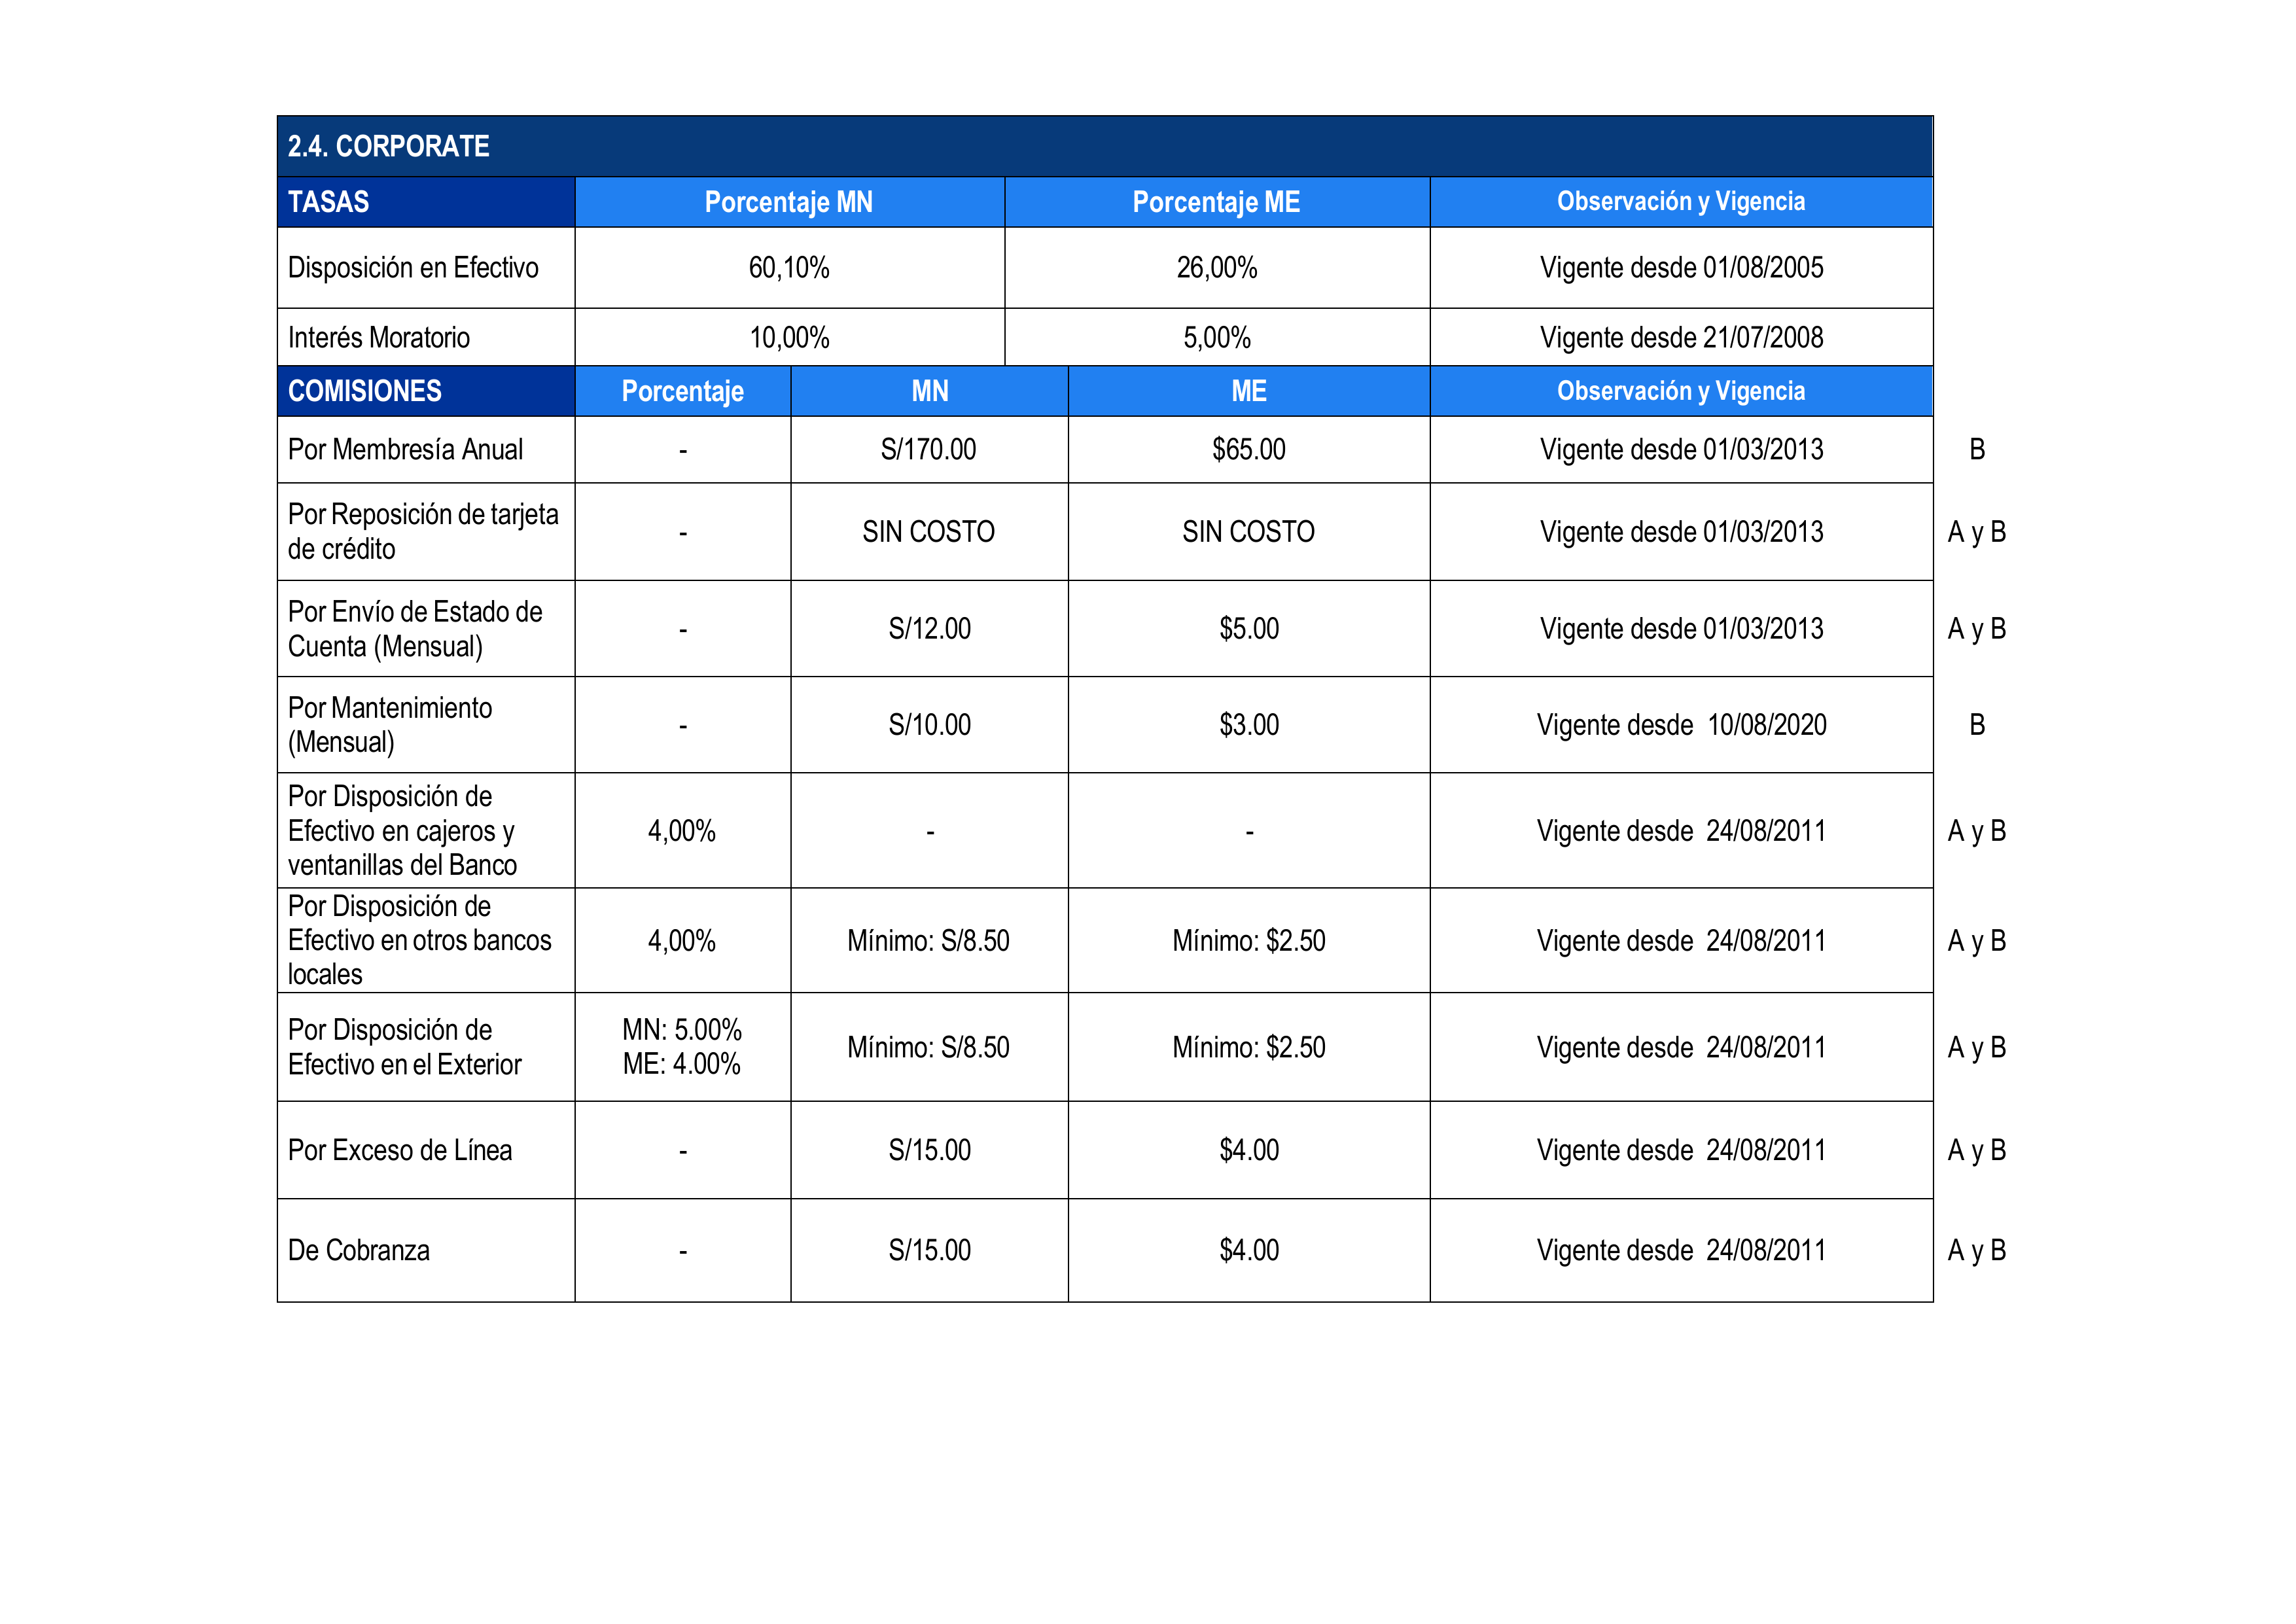 2.4. CORPORATE
TASAS Porcentaje MN Porcentaje ME Observación y Vigencia
Disposición en Efectivo 60,10% 26,00% Vigente desde 01/08/2005
Interés Moratorio 10,00% 5,00% Vigente desde 21/07/2008
COMISIONES Porcentaje MN ME Observación y Vigencia
Por Membresía Anual - S/170.00 $65.00 Vigente desde 01/03/2013 B
Por Reposición de tarjeta
de crédito - SIN COSTO SIN COSTO Vigente desde 01/03/2013 A y B
Por Envío de Estado de
Cuenta (Mensual) - S/12.00 $5.00 Vigente desde 01/03/2013 A y B
Por Mantenimiento
(Mensual) - S/10.00 $3.00 Vigente desde 10/08/2020 B
Por Disposición de
Efectivo en cajeros y 4,00% - - Vigente desde 24/08/2011 A y B
ventanillas del Banco
Por Disposición de
Efectivo en otros bancos 4,00% Mínimo: S/8.50 Mínimo: $2.50 Vigente desde 24/08/2011 A y B
locales
Por Disposición de
Efectivo en el Exterior
MN: 5.00%
ME: 4.00%
Mínimo: S/8.50 Mínimo: $2.50 Vigente desde 24/08/2011 A y B
Por Exceso de Línea - S/15.00 $4.00 Vigente desde 24/08/2011 A y B
De Cobranza - S/15.00 $4.00 Vigente desde 24/08/2011 A y B